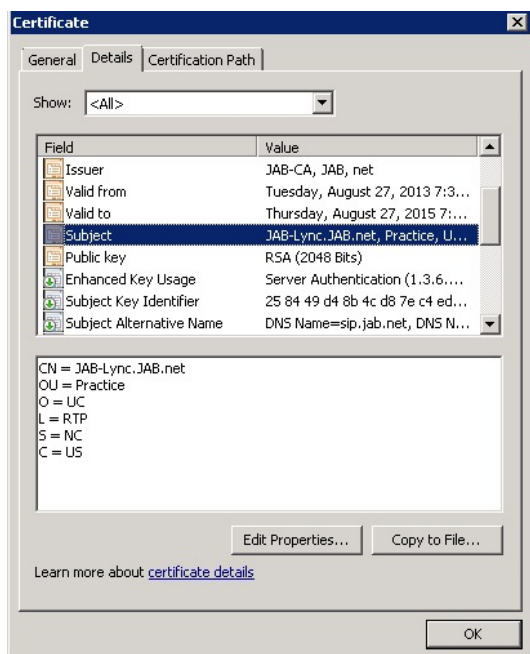 Certificate
General Details Certification Path
Show: <All>
Field Value
Issuer JAB-CA, JAB, net
Valid from Tuesday, August 27, 2013 7:3...
Valid to Thursday, August 27, 2015 7:...
Subject JAB-Lync.JAB.net, Practice, U...
Public key RSA (2048 Bits)
Enhanced Key Usage Server Authentication (1.3.6....
Subject Key Identifier 25 84 49 d4 8b 4c d8 7e c4 ed...
Subject Alternative Name DNS Name=sip.jab.net, DNS N...
CN = JAB-Lync.JAB.net
OU = Practice
O = UC
L = RTP
S = NC
C = US
Edit Properties... Copy to File...
Learn more about certificate details
OK